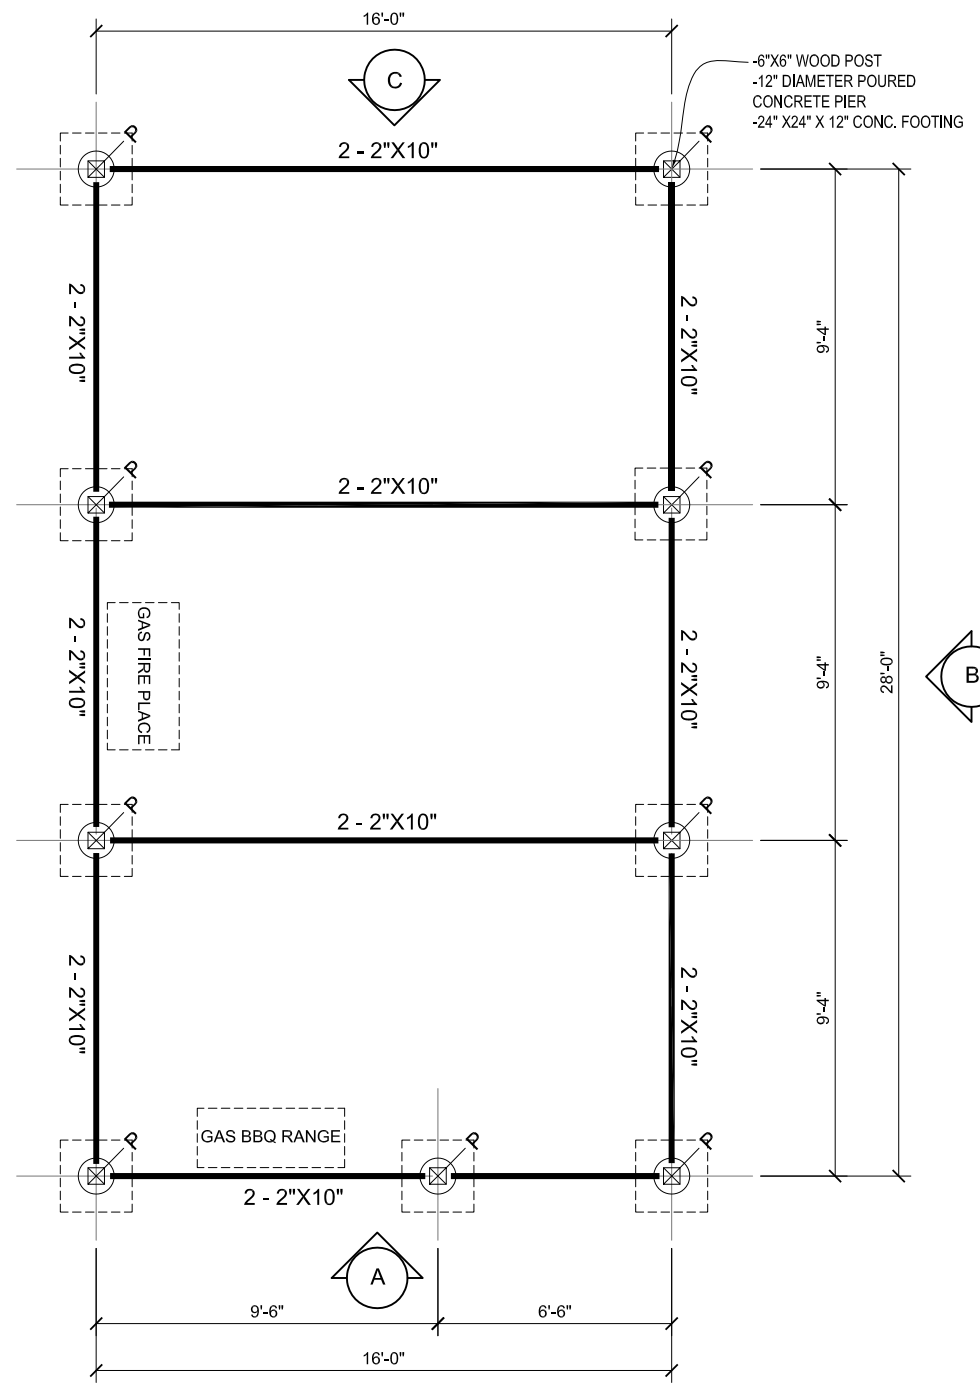 16'-0"
C
-6"X6" WOOD POST
-12" DIAMETER POURED
CONCRETE PIER
-24" X24" X 12" CONC. FOOTING
P
P
2 - 2"X10"
2 - 2"X10"
2 - 2"X10"
9'-4"
P
P
2 - 2"X10"
GAS FIRE PLACE
2 - 2"X10"
2 - 2"X10"
9'-4"
28'-0"
B
P
P
2 - 2"X10"
2 - 2"X10"
2 - 2"X10"
9'-4"
GAS BBQ RANGE
P
P
P
2 - 2"X10"
A
9'-6"
6'-6"
16'-0"